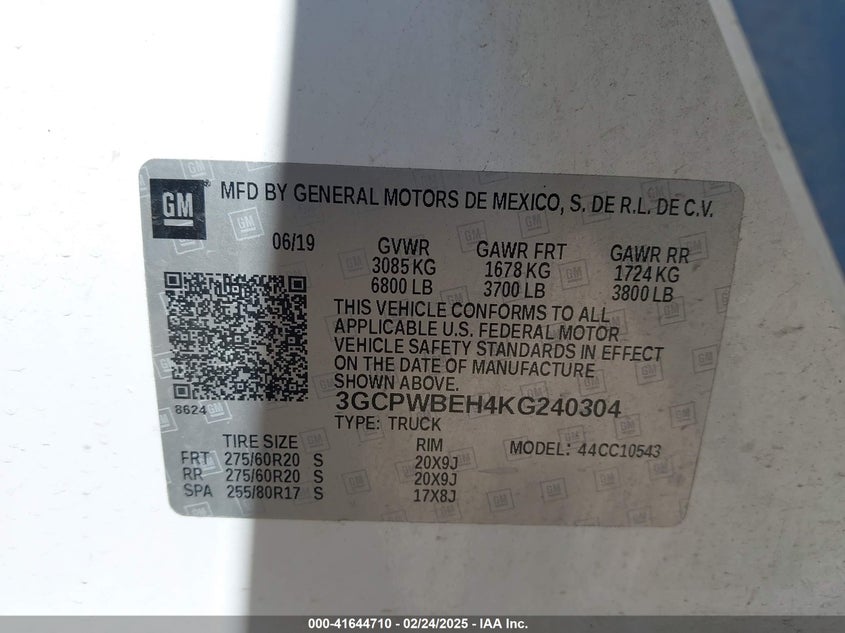 GM ® MFD BY GENERAL MOTORS DE MEXICO, S. DE R.L. DE C.V.
06/19 GVWR GAWR FRT GAWR RR
3085 KG 1678 KG 1724 KG
6800 LB 3700 LB 3800 LB
THIS VEHICLE CONFORMS TO ALL
APPLICABLE U.S. FEDERAL MOTOR
VEHICLE SAFETY STANDARDS IN EFFECT
ON THE DATE OF MANUFACTURE
SHOWN ABOVE.
8624
3GCPWBEH4KG240304
TYPE: TRUCK
TIRE SIZE RIM MODEL: 44CC10543
FRT 275/60R20 S 20X9J
RR 275/60R20 S 20X9J
SPA 255/80R17 S 17X8J
000-41644710 - 02/24/2025 - IAA Inc.